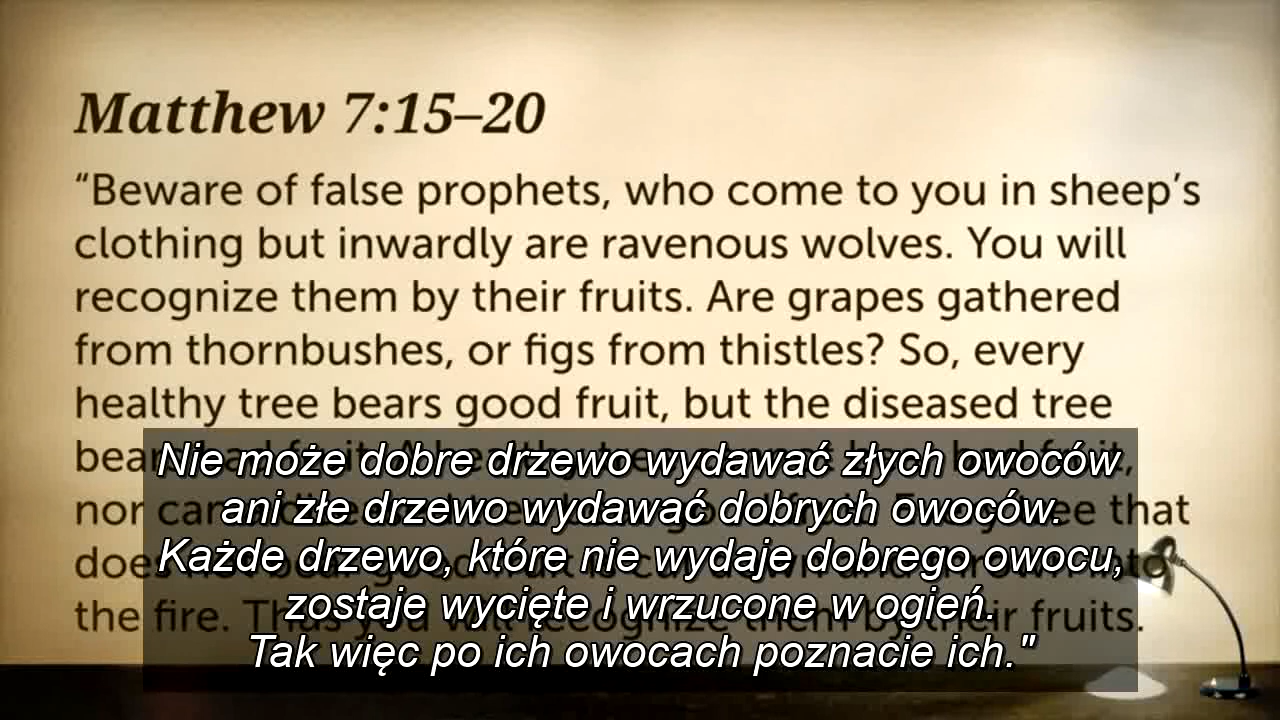 Matthew 7:15–20
“Beware of false prophets, who come to you in sheep’s
clothing but inwardly are ravenous wolves. You will
recognize them by their fruits. Are grapes gathered
from thornbushes, or figs from thistles? So, every
healthy tree bears good fruit, but the diseased tree
fruit,
nor that
the fire. their fruits.
Nie może dobre drzewo wydawać złych owoców
ani złe drzewo wydawać dobrych owoców.
Każde drzewo, które nie wydaje dobrego owocu,
zostaje wycięte i wrzucone w ogień.
Tak więc po ich owocach poznacie ich."